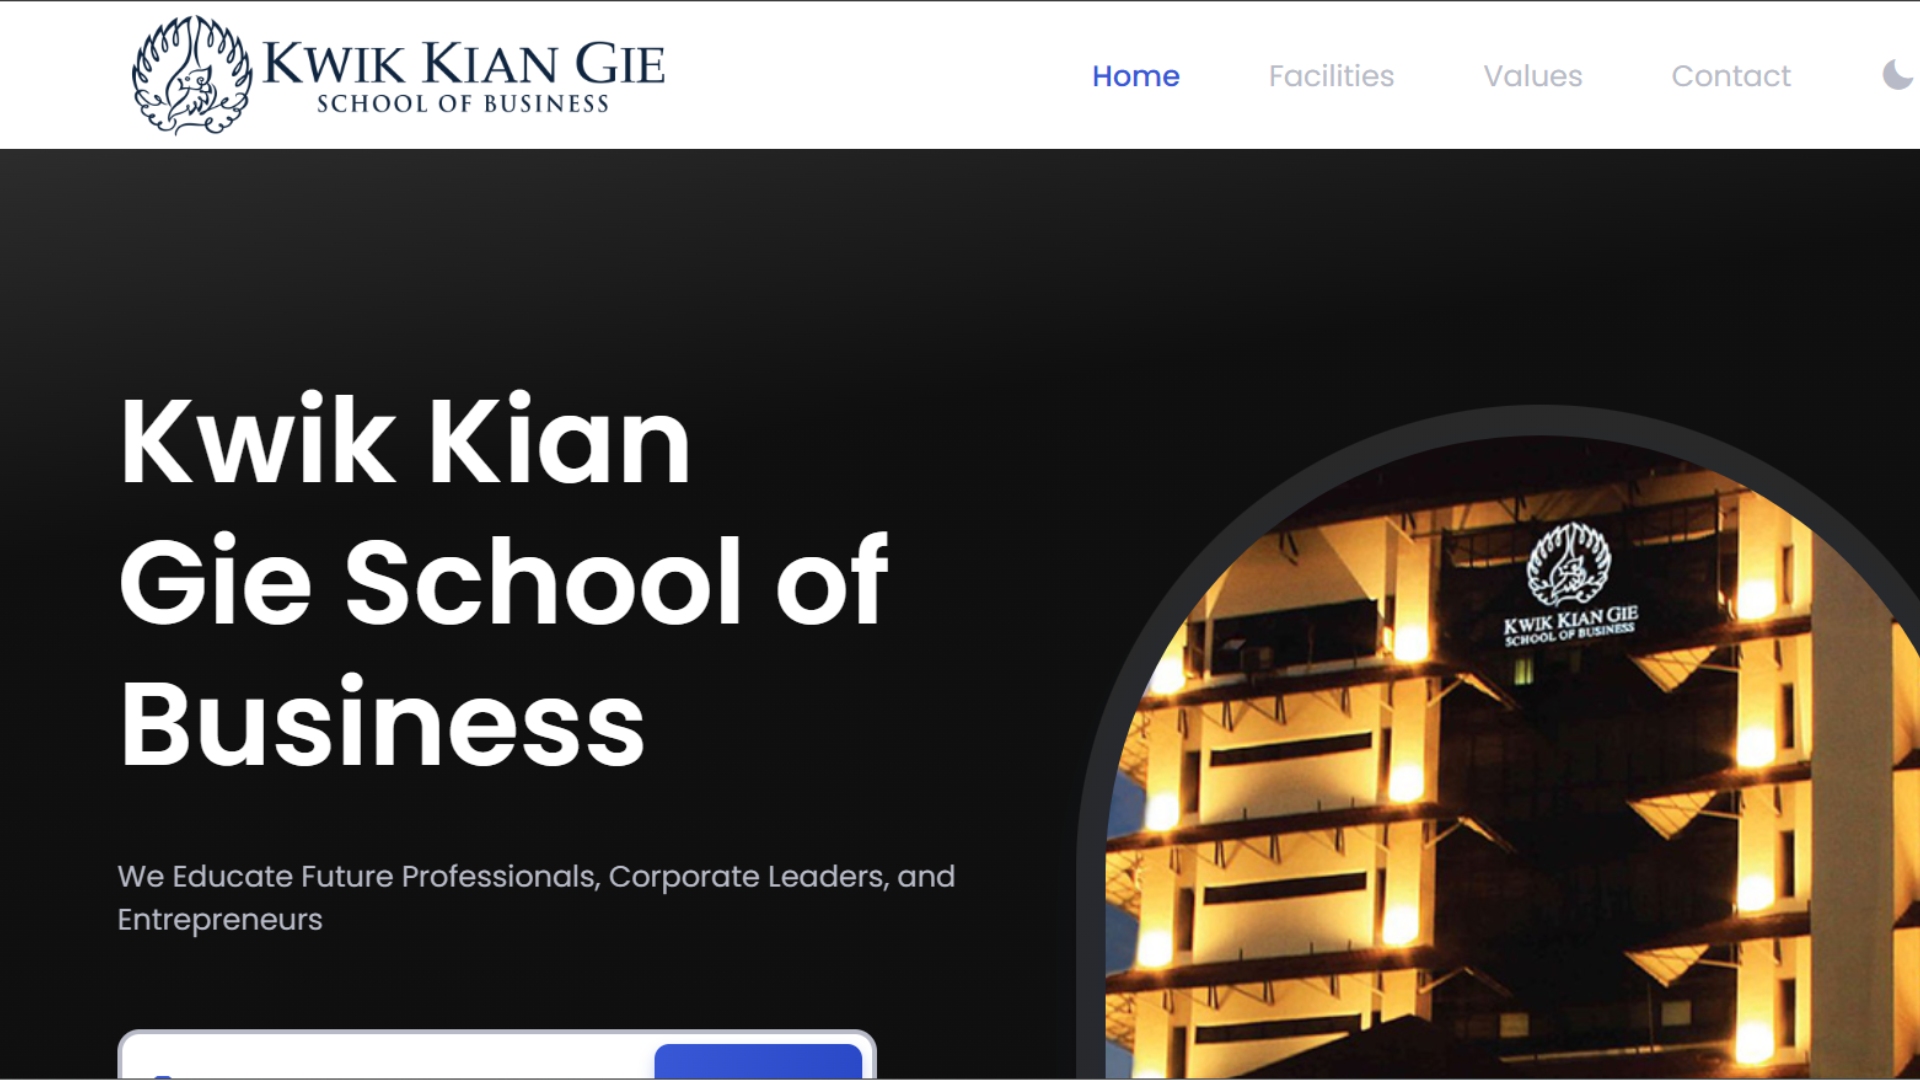 KWIK KIAN GIE
SCHOOL OF BUSINESS
Home
Facilities
Values
Contact
Kwik Kian
Gie School of
Business
We Educate Future Professionals, Corporate Leaders, and
Entrepreneurs
KWIK KIAN GIE
SCHOOL OF BUSINESS